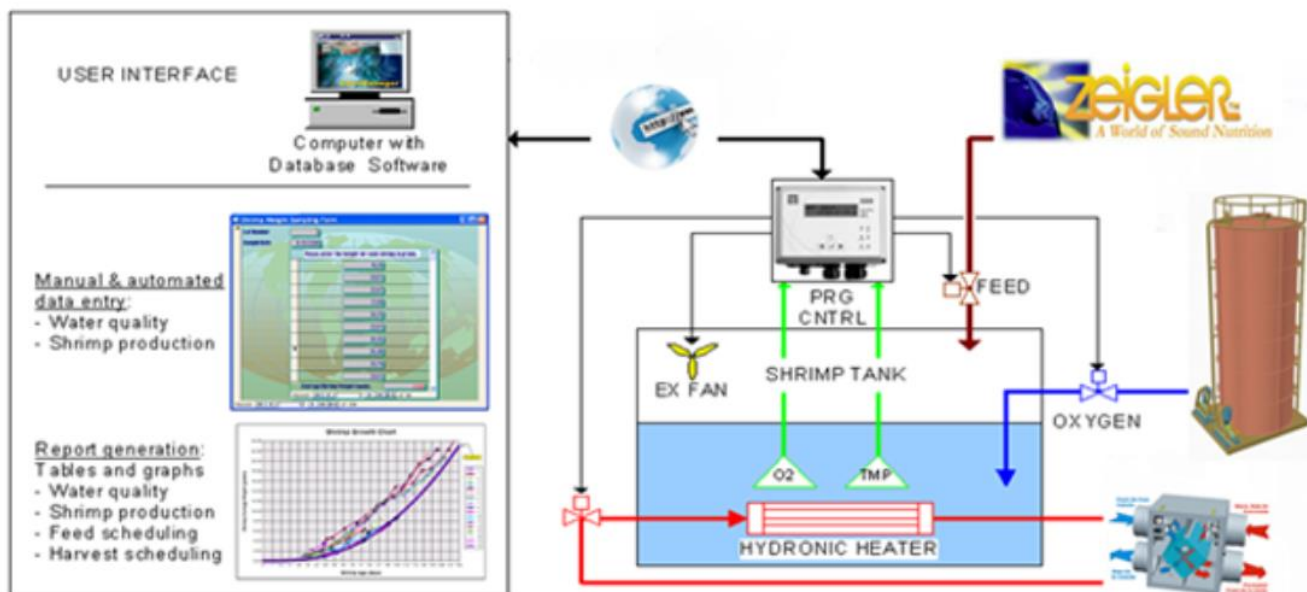 USER INTERFACE
Computer with
Database Software
Manual & automated
data entry:
- Water quality
- Shrimp production
Report generation:
Tables and graphs
- Water quality
- Shrimp production
- Feed scheduling
- Harvest scheduling
Shrimp Growth Chart
ZEIGLER™
A World of Sound Nutrition
PRG
CNTRL
FEED
EX FAN
SHRIMP TANK
OXYGEN
O2
TMP
HYDRONIC HEATER